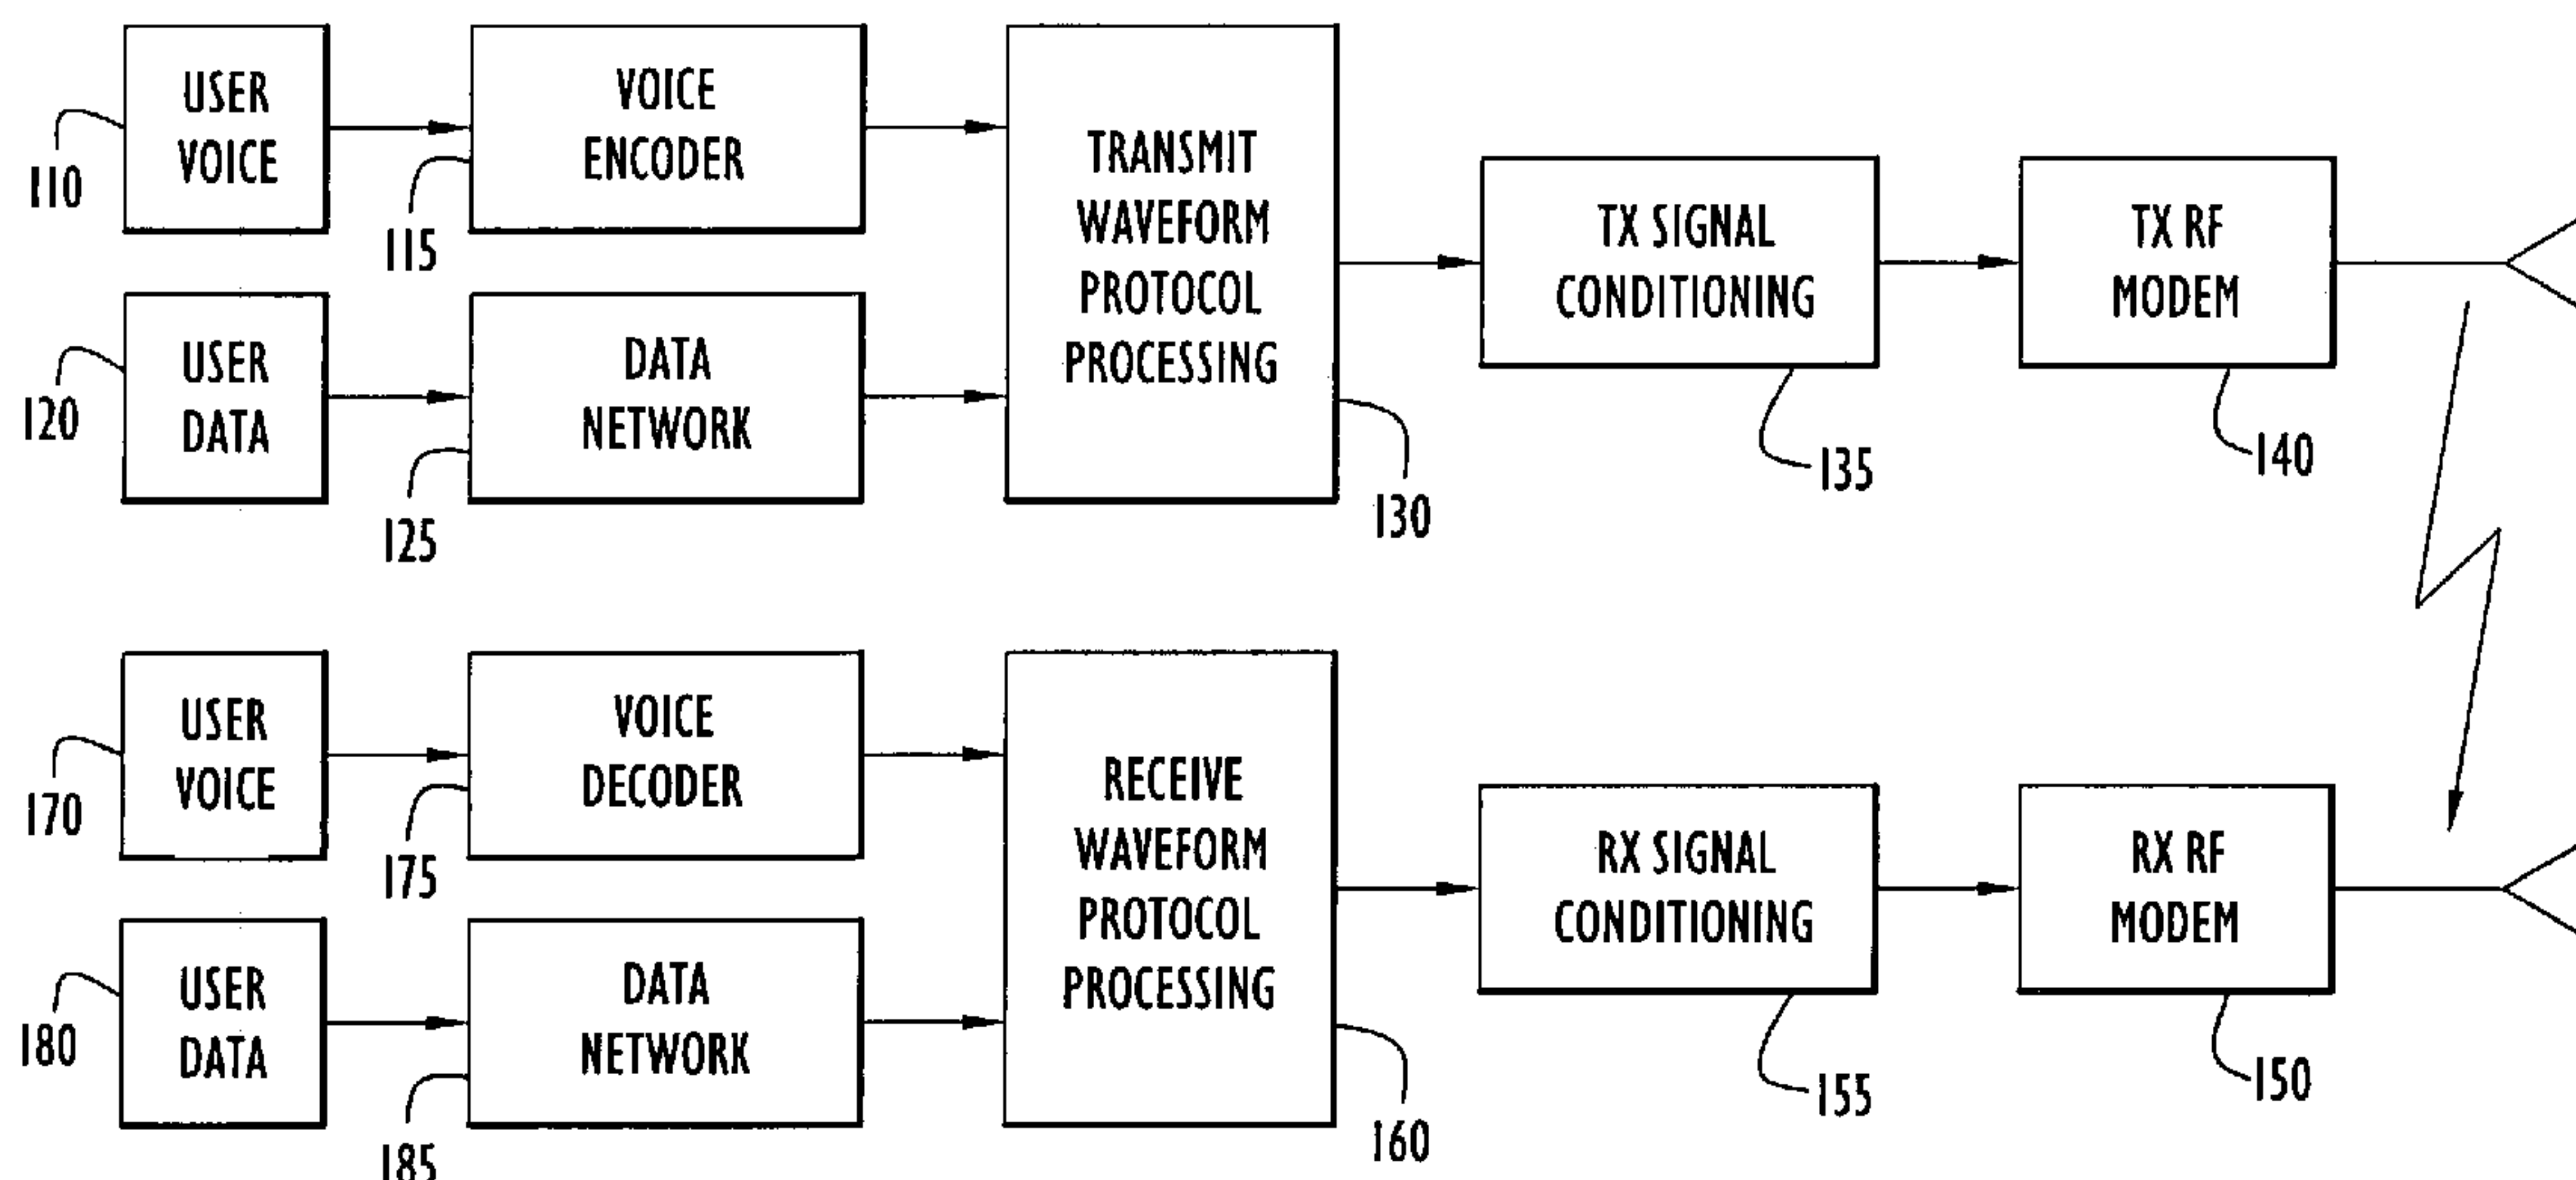 USER
VOICE
110
VOICE
ENCODER
115
USER
DATA
120
DATA
NETWORK
125
TRANSMIT
WAVEFORM
PROTOCOL
PROCESSING
130
TX SIGNAL
CONDITIONING
135
TX RF
MODEM
140
USER
VOICE
170
VOICE
DECODER
175
USER
DATA
180
DATA
NETWORK
185
RECEIVE
WAVEFORM
PROTOCOL
PROCESSING
160
RX SIGNAL
CONDITIONING
155
RX RF
MODEM
150